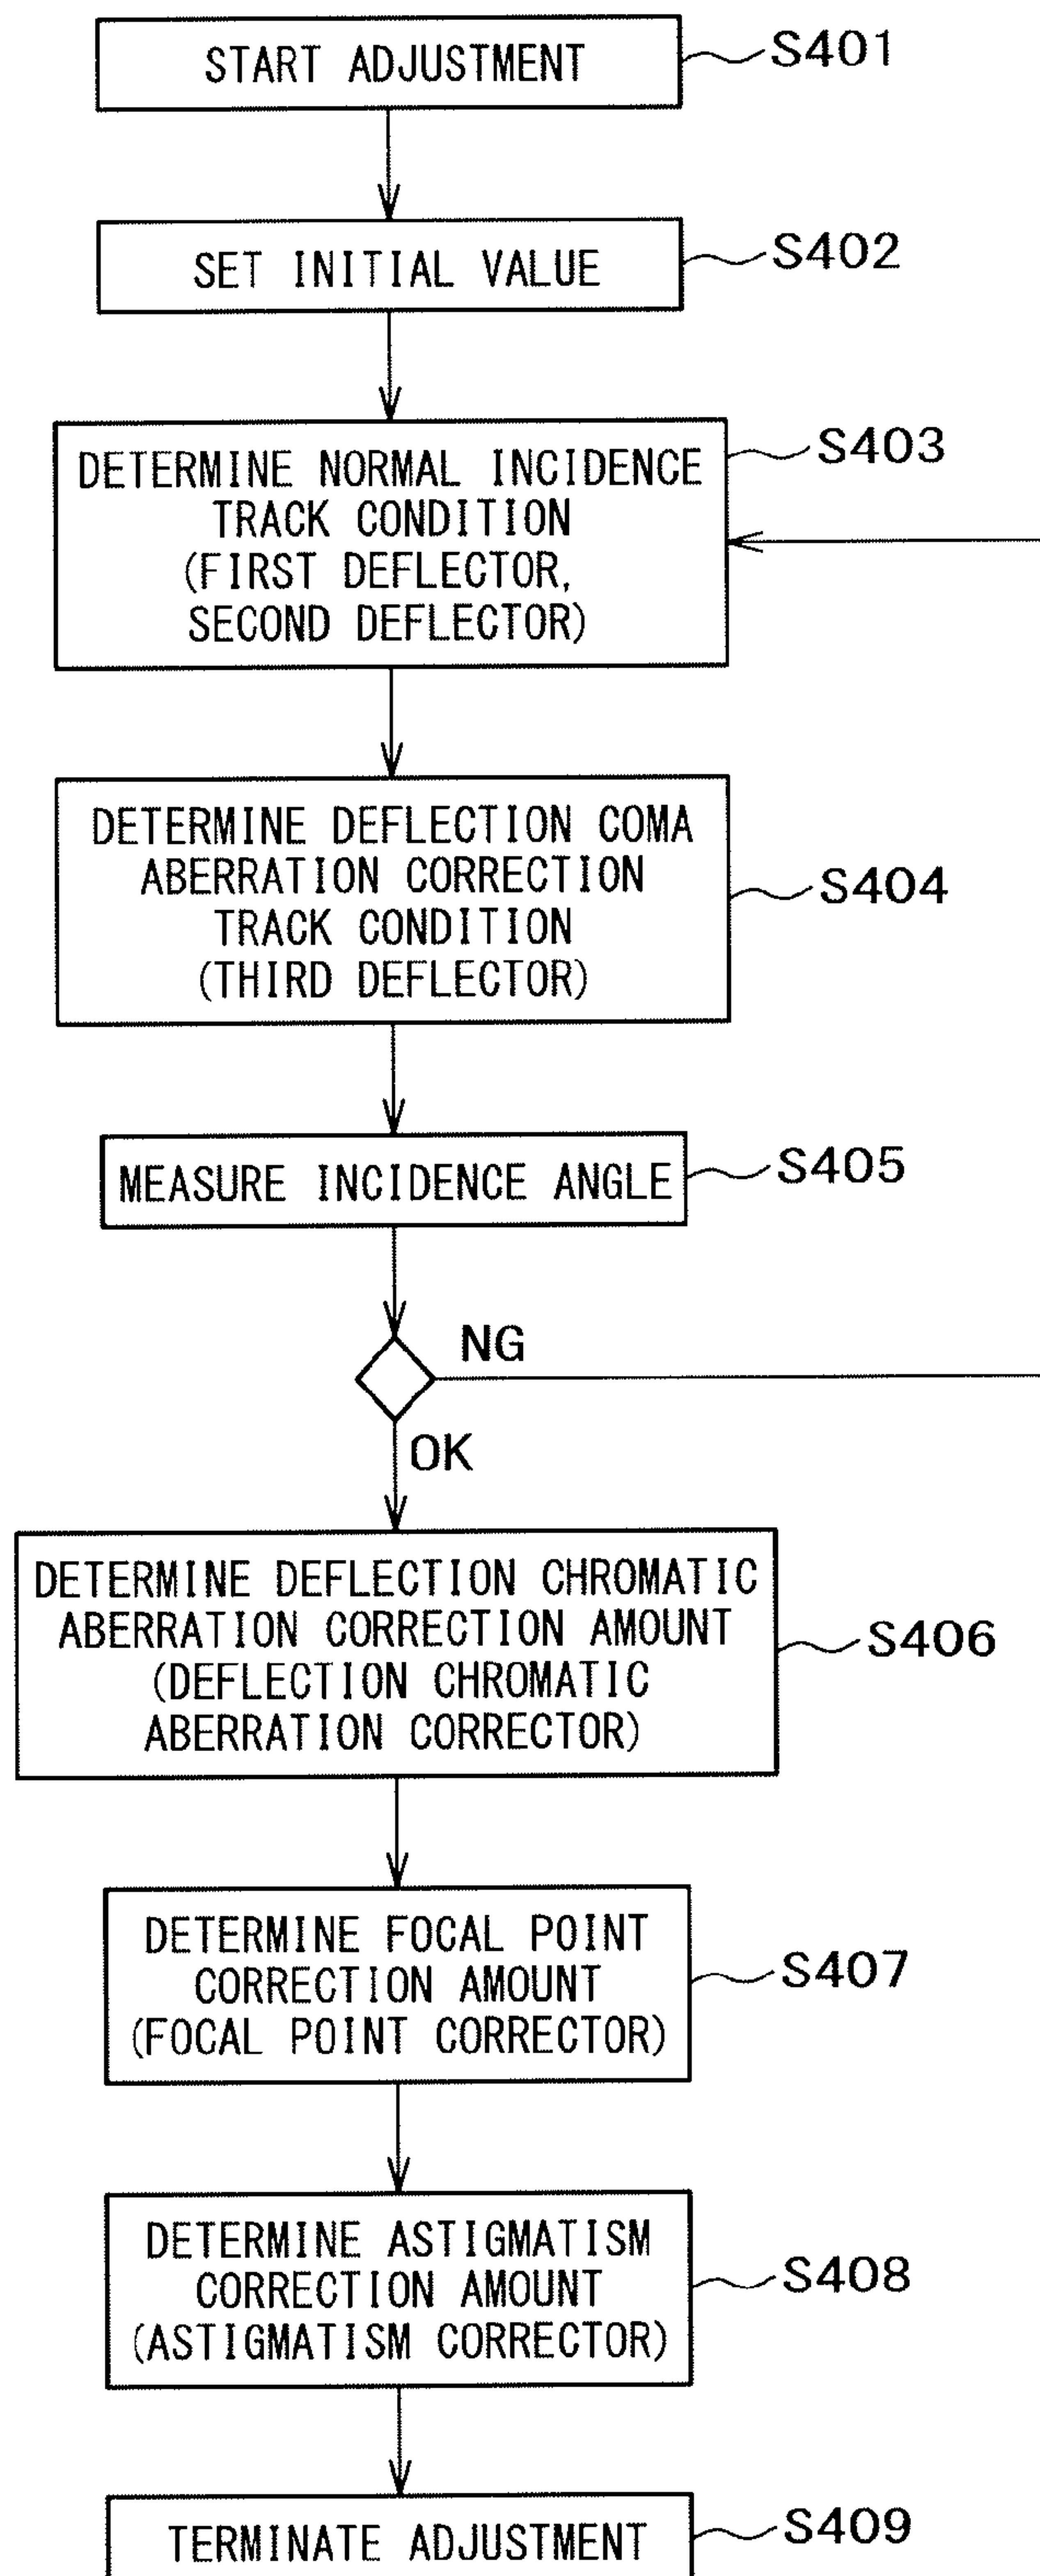 START ADJUSTMENT
S401
SET INITIAL VALUE
S402
DETERMINE NORMAL INCIDENCE
TRACK CONDITION
(FIRST DEFLECTOR,
SECOND DEFLECTOR)
S403
DETERMINE DEFLECTION COMA
ABERRATION CORRECTION
TRACK CONDITION
(THIRD DEFLECTOR)
S404
MEASURE INCIDENCE ANGLE
S405
NG
OK
DETERMINE DEFLECTION CHROMATIC
ABERRATION CORRECTION AMOUNT
(DEFLECTION CHROMATIC
ABERRATION CORRECTOR)
S406
DETERMINE FOCAL POINT
CORRECTION AMOUNT
(FOCAL POINT CORRECTOR)
S407
DETERMINE ASTIGMATISM
CORRECTION AMOUNT
(ASTIGMATISM CORRECTOR)
S408
TERMINATE ADJUSTMENT
S409